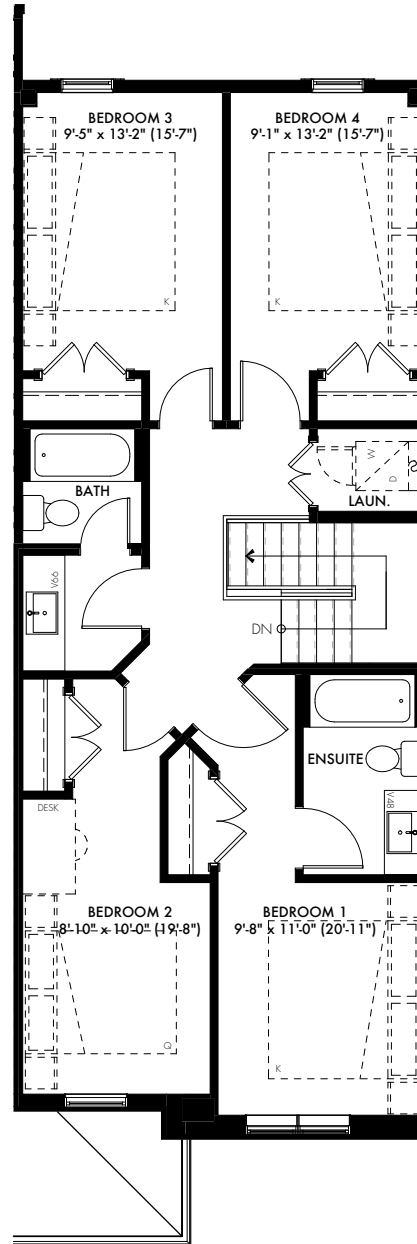 BEDROOM 3
9'-5" x 13'-2" (15'-7")
BEDROOM 4
9'-1" x 13'-2" (15'-7")
K
K
W
D
LAUN.
BATH
V66
DN
ENSUITE
V48
DESK
BEDROOM 2
8'-10" x 10'-0" (19'-8")
BEDROOM 1
9'-8" x 11'-0" (20'-11")
Q
K